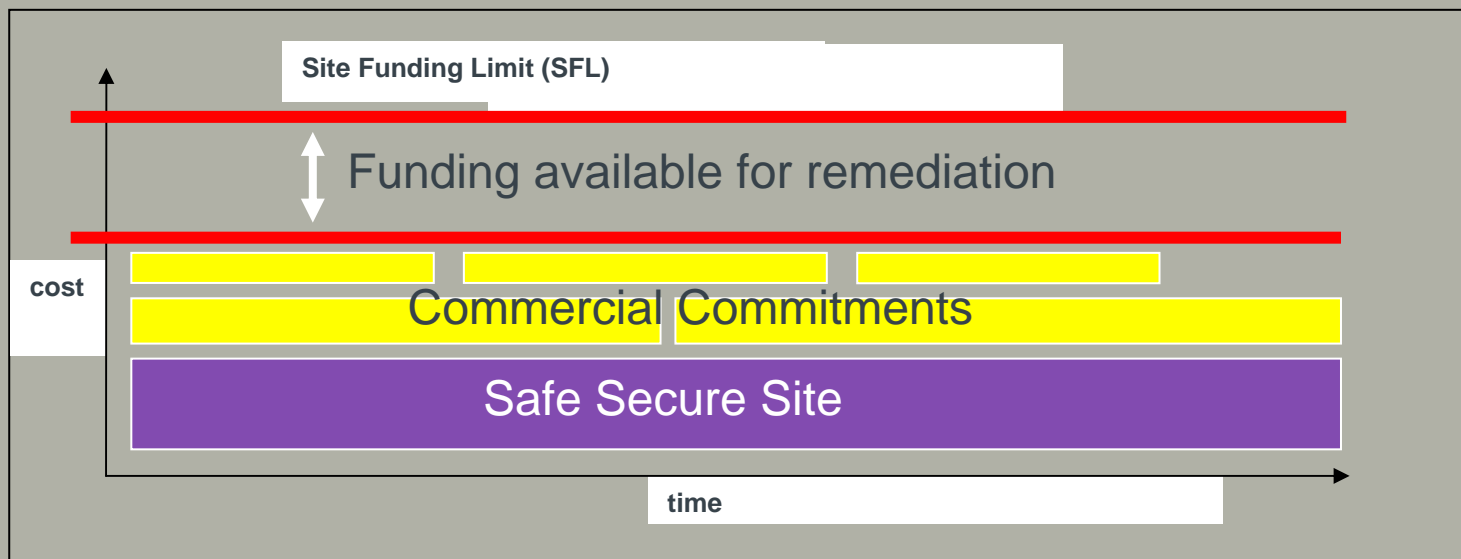 Site Funding Limit (SFL)
Funding available for remediation
cost
Commercial Commitments
Safe Secure Site
time